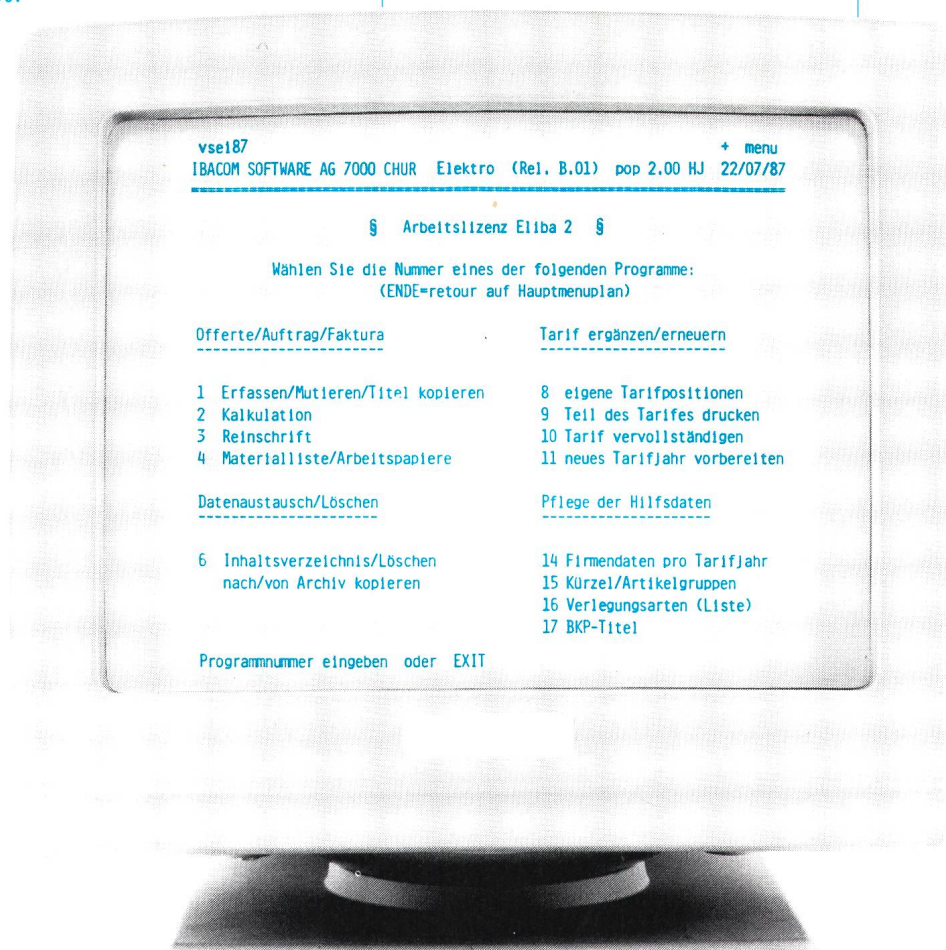 vsei87 + menu
IBACOM SOFTWARE AG 7000 CHUR Elektro (Rel. B.01) pop 2.00 HJ 22/07/87
§ Arbeitslizenz Eliba 2 §
Wählen Sie die Nummer eines der folgenden Programme:
(ENDE=retour auf Hauptmenuplan)
Offerte/Auftrag/Faktura
1 Erfassen/Mutieren/Titel kopieren
2 Kalkulation
3 Reinschrift
4 Materialliste/Arbeitspapiere
Datenaustausch/Löschen
6 Inhaltsverzeichnis/Löschen
nach/von Archiv kopieren
Tarif ergänzen/erneuern
8 eigene Tarifpositionen
9 Teil des Tarifes drucken
10 Tarif vervollständigen
11 neues Tarifjahr vorbereiten
Pflege der Hilfsdaten
14 Firmendaten pro Tarifjahr
15 Kürzel/Artikelgruppen
16 Verlegungsarten (Liste)
17 BKP-Titel
Programmnummer eingeben oder EXIT